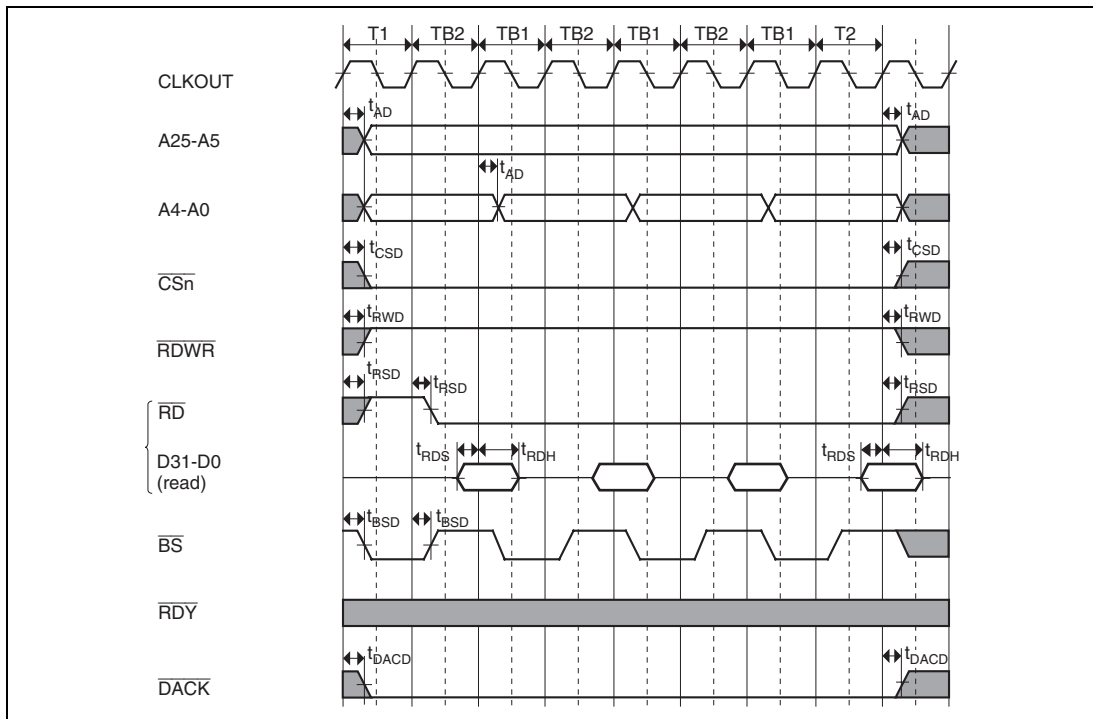 T1 TB2 TB1 TB2 TB1 TB2 TB1 T2
CLKOUT
tAD tAD
A25-A5
tAD
A4-A0
tCSD tCSD
CSn
tRWD tRWD
RDWR
tRSD tRSD tRSD
RD
tRDS tRDH tRDS tRDH
D31-D0
(read)
tBSD tBSD
BS
RDY
tDACD tDACD
DACK